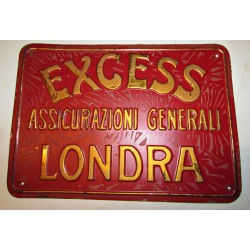 EXCESS
ASSICURAZIONI GENERALI
LONDRA